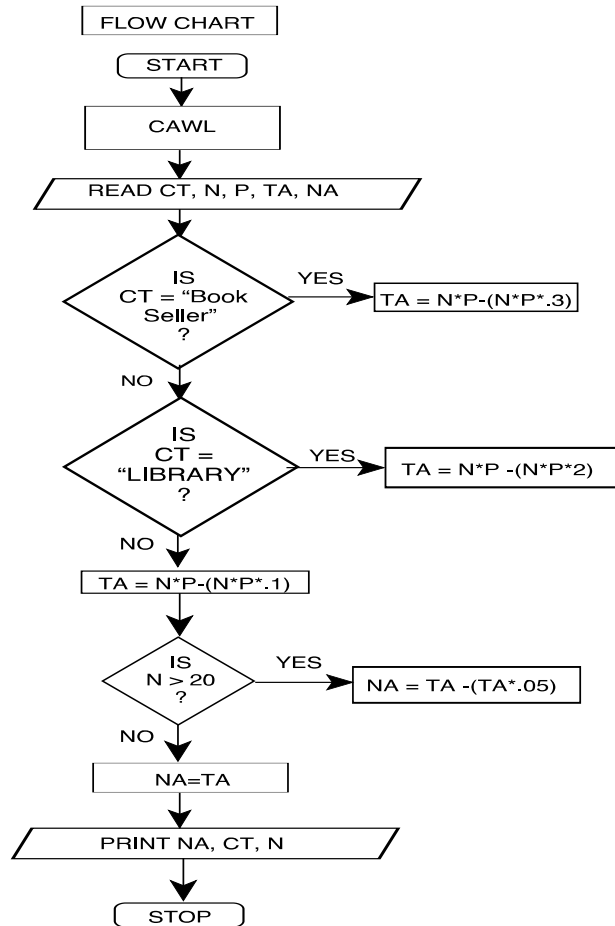 FLOW CHART
START
CAWL
READ CT, N, P, TA, NA
IS
CT = “Book
Seller”
?
YES
TA = N*P-(N*P*.3)
NO
IS
CT =
“LIBRARY”
?
YES
TA = N*P -(N*P*2)
NO
TA = N*P-(N*P*.1)
IS
N > 20
?
YES
NA = TA -(TA*.05)
NO
NA=TA
PRINT NA, CT, N
STOP